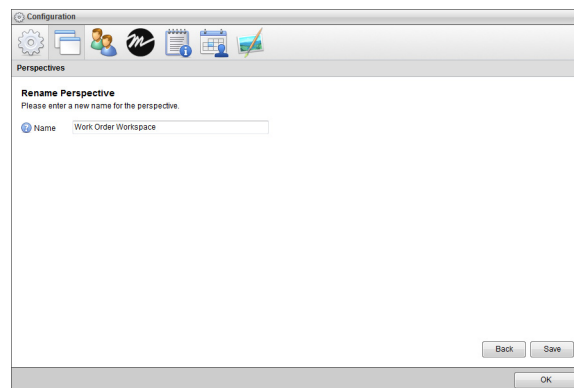 Configuration
Perspectives
Rename Perspective
Please enter a new name for the perspective.
? Name Work Order Workspace
Back Save
OK